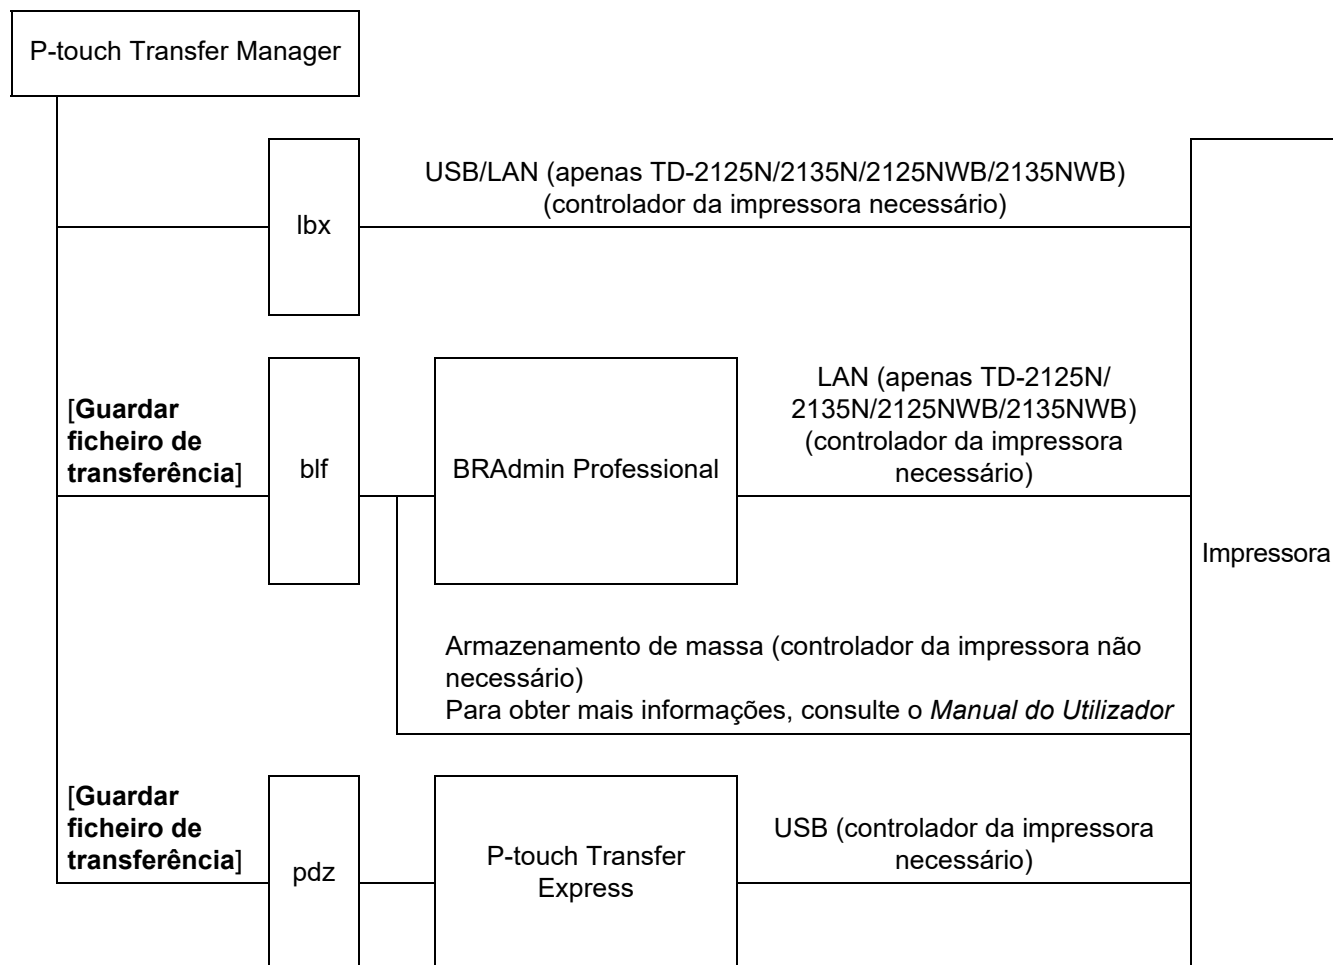 P-touch Transfer Manager
lbx
USB/LAN (apenas TD-2125N/2135N/2125NWB/2135NWB)
(controlador da impressora necessário)
[Guardar
ficheiro de
transferência]
blf
BRAdmin Professional
LAN (apenas TD-2125N/
2135N/2125NWB/2135NWB)
(controlador da impressora
necessário)
Impressora
Armazenamento de massa (controlador da impressora não
necessário)
Para obter mais informações, consulte o Manual do Utilizador
[Guardar
ficheiro de
transferência]
pdz
P-touch Transfer
Express
USB (controlador da impressora
necessário)